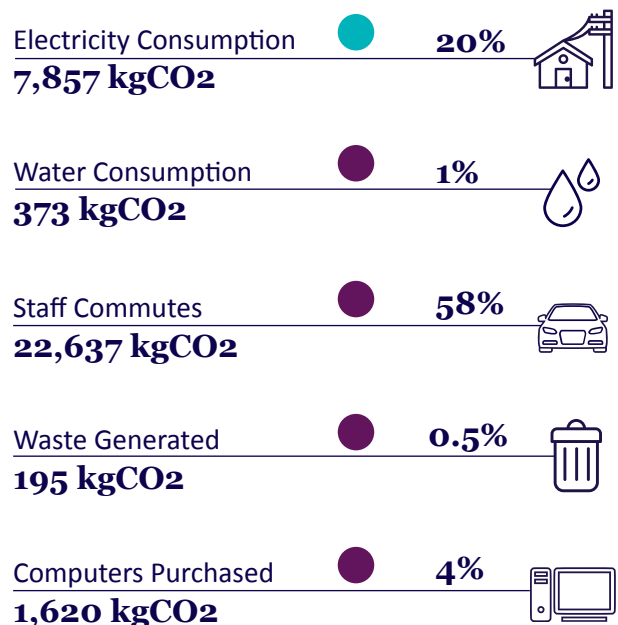 Electricity Consumption 20%
7,857 kgCO2
Water Consumption 1%
373 kgCO2
Staff Commutes 58%
22,637 kgCO2
Waste Generated 0.5%
195 kgCO2
Computers Purchased 4%
1,620 kgCO2